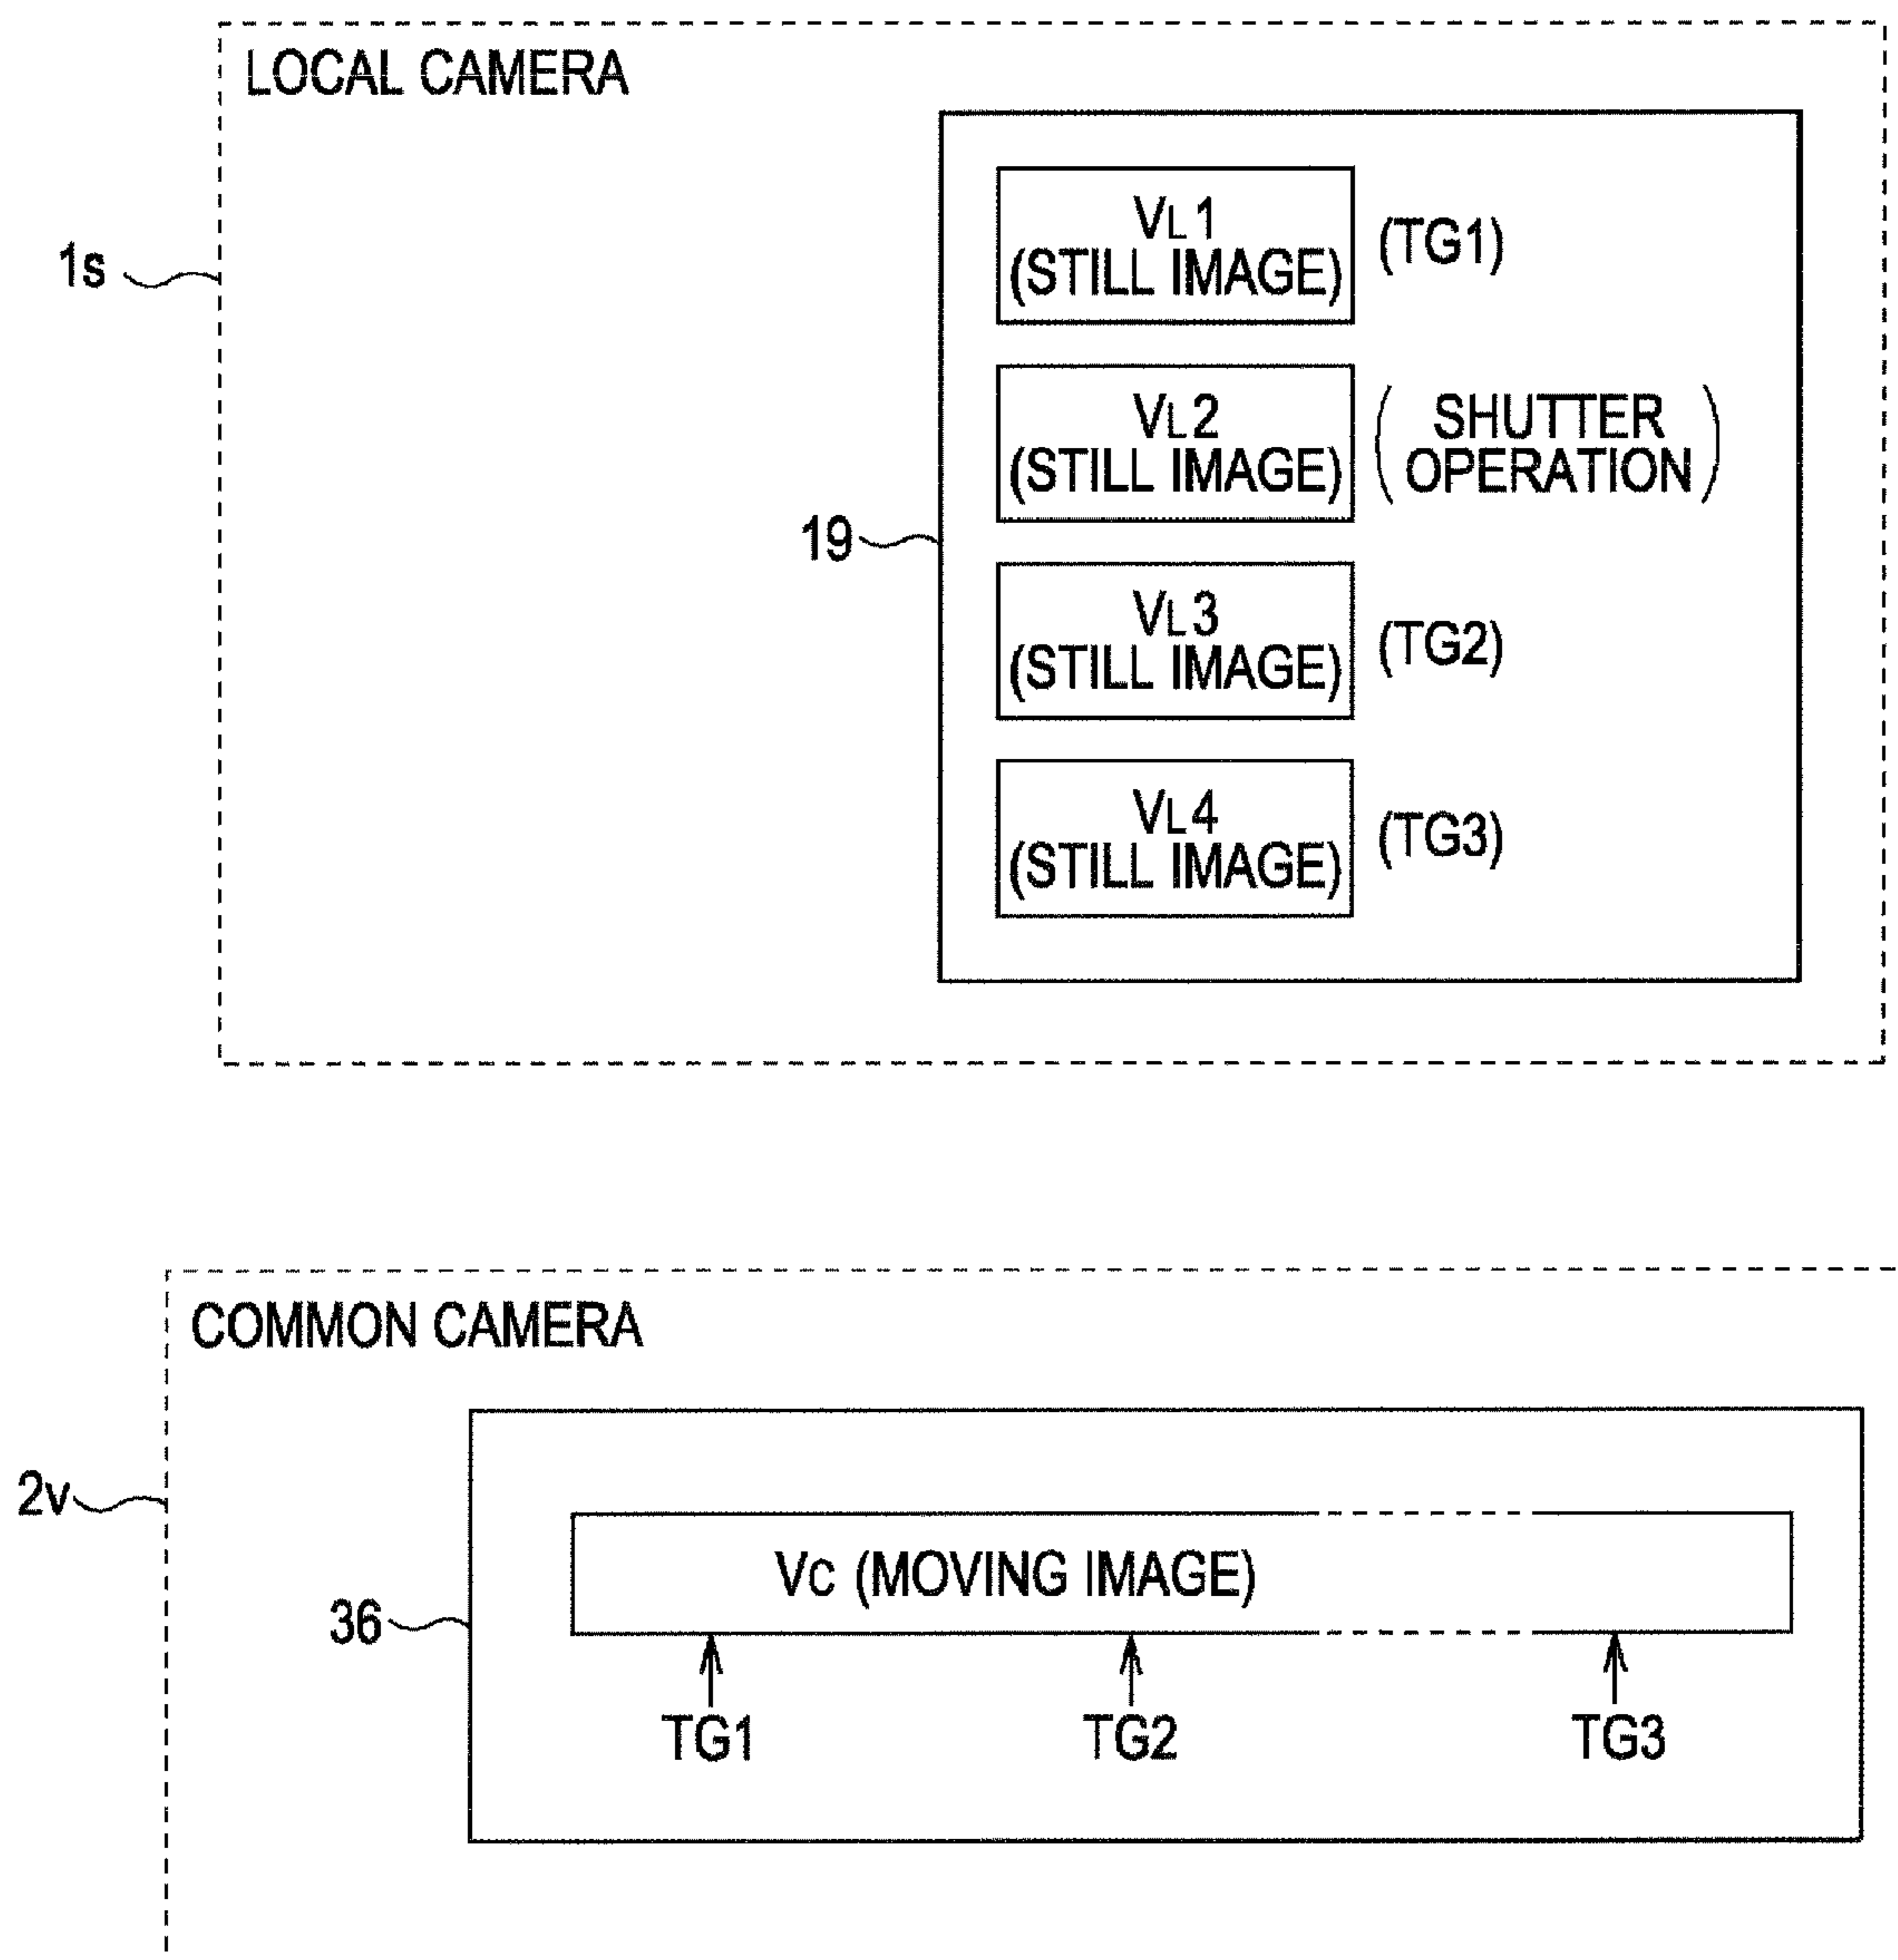 LOCAL CAMERA
1s
19
VL1
(STILL IMAGE)
(TG1)
VL2
(STILL IMAGE)
(SHUTTER
OPERATION)
VL3
(STILL IMAGE)
(TG2)
VL4
(STILL IMAGE)
(TG3)
COMMON CAMERA
2v
36
VC (MOVING IMAGE)
TG1
TG2
TG3